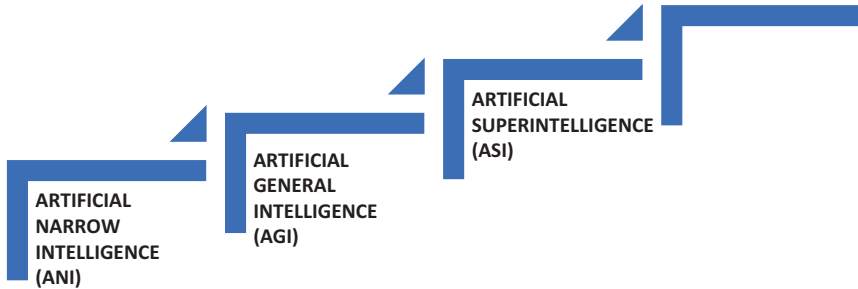 ARTIFICIAL
NARROW
INTELLIGENCE
(ANI)
ARTIFICIAL
GENERAL
INTELLIGENCE
(AGI)
ARTIFICIAL
SUPERINTELLIGENCE
(ASI)